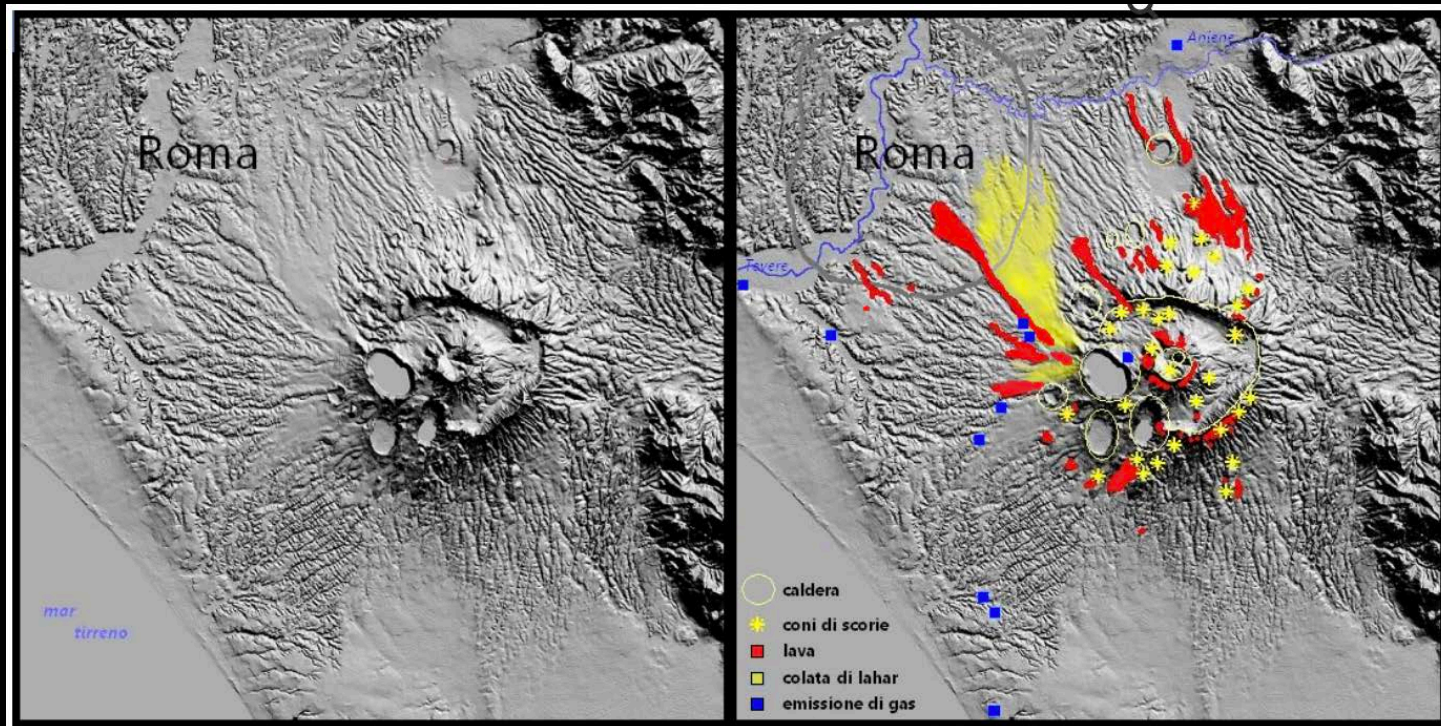 Roma
mar
tirreno
Aniene
Roma
Tevere
caldera
coni di scorie
lava
colata di lahar
emissione di gas